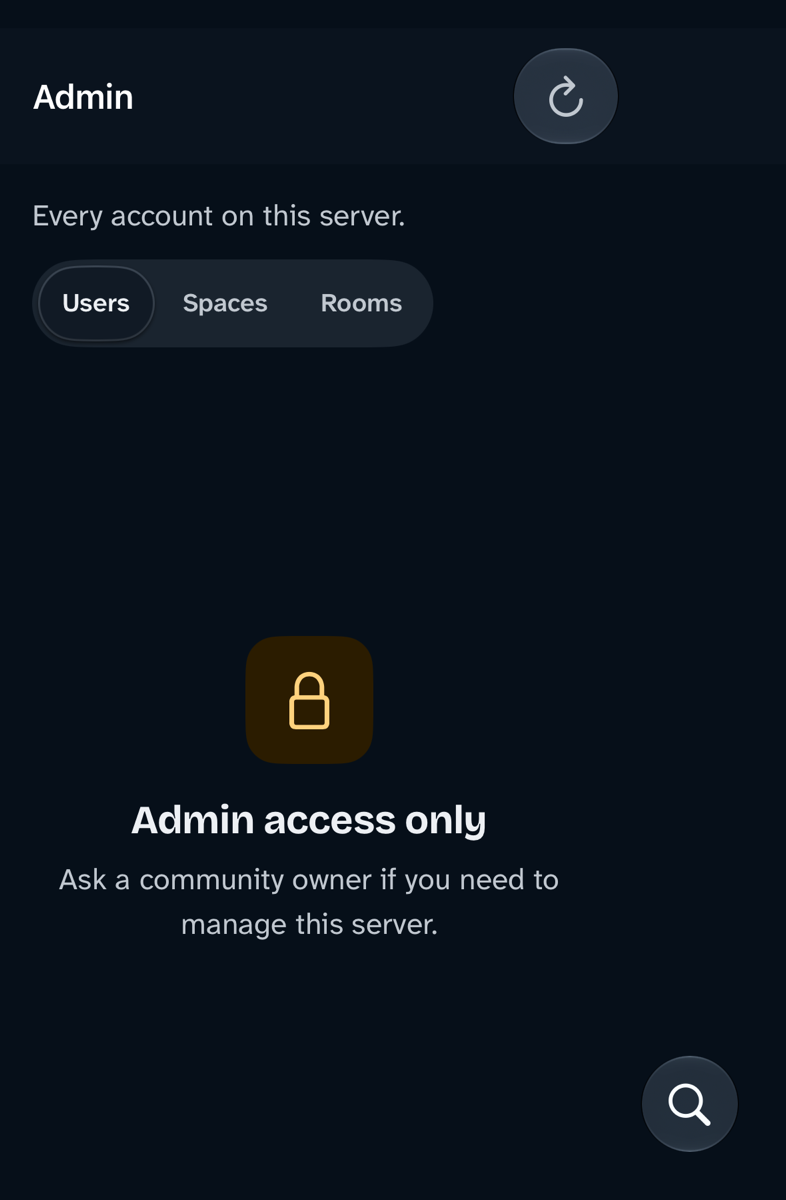 Admin
Every account on this server.
Users Spaces Rooms
Admin access only
Ask a community owner if you need to
manage this server.